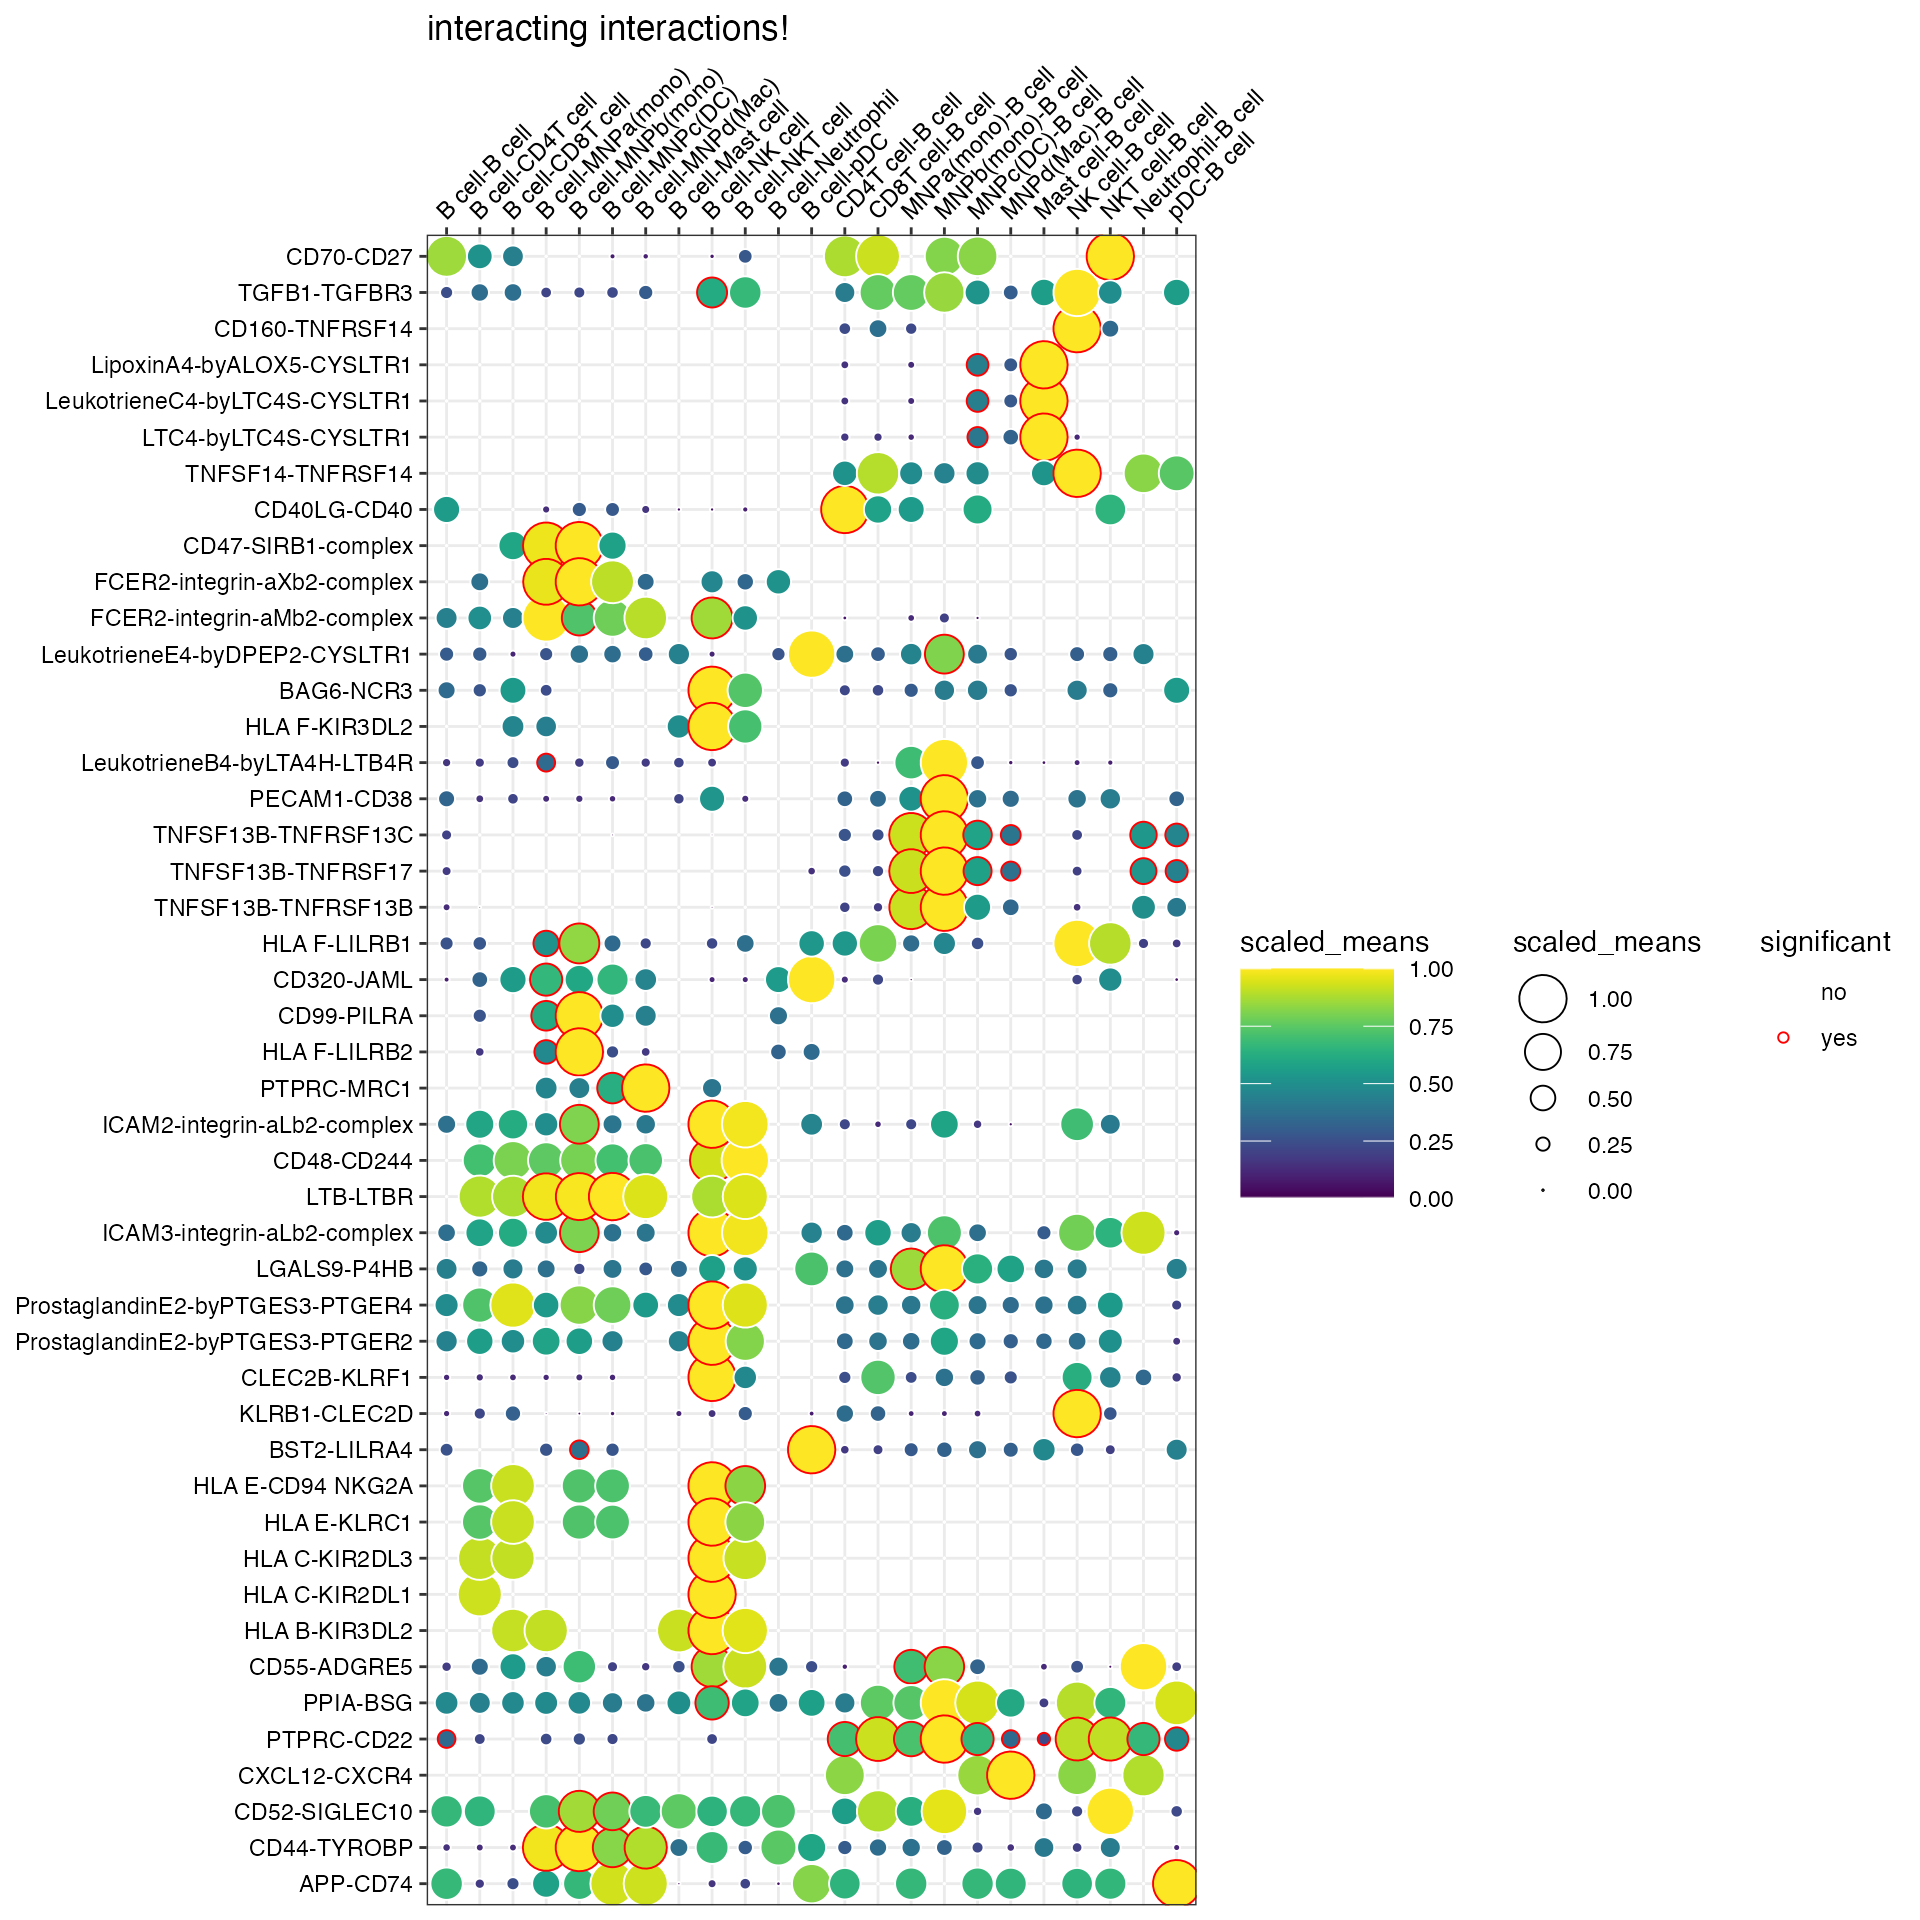 interacting interactions!
B cell-B cell
B cell-CD4T cell
B cell-CD8T cell
B cell-MNPa(mono)
B cell-MNPb(mono)
B cell-MNPc(DC)
B cell-MNPd(Mac)
B cell-Mast cell
B cell-NK cell
B cell-NKT cell
B cell-Neutrophil
B cell-pDC
CD4T cell-B cell
CD8T cell-B cell
MNPa(mono)-B cell
MNPb(mono)-B cell
MNPc(DC)-B cell
MNPd(Mac)-B cell
Mast cell-B cell
NK cell-B cell
NKT cell-B cell
Neutrophil-B cell
pDC-B cell
CD70-CD27
TGFB1-TGFBR3
CD160-TNFRSF14
LipoxinA4-byALOX5-CYSLTR1
LeukotrieneC4-byLTC4S-CYSLTR1
LTC4-byLTC4S-CYSLTR1
TNFSF14-TNFRSF14
CD40LG-CD40
CD47-SIRB1-complex
FCER2-integrin-aXb2-complex
FCER2-integrin-aMb2-complex
LeukotrieneE4-byDPEP2-CYSLTR1
BAG6-NCR3
HLA F-KIR3DL2
LeukotrieneB4-byLTA4H-LTB4R
PECAM1-CD38
TNFSF13B-TNFRSF13C
TNFSF13B-TNFRSF17
TNFSF13B-TNFRSF13B
HLA F-LILRB1
CD320-JAML
CD99-PILRA
HLA F-LILRB2
PTPRC-MRC1
ICAM2-integrin-aLb2-complex
CD48-CD244
LTB-LTBR
ICAM3-integrin-aLb2-complex
LGALS9-P4HB
ProstaglandinE2-byPTGES3-PTGER4
ProstaglandinE2-byPTGES3-PTGER2
CLEC2B-KLRF1
KLRB1-CLEC2D
BST2-LILRA4
HLA E-CD94 NKG2A
HLA E-KLRC1
HLA C-KIR2DL3
HLA C-KIR2DL1
HLA B-KIR3DL2
CD55-ADGRE5
PPIA-BSG
PTPRC-CD22
CXCL12-CXCR4
CD52-SIGLEC10
CD44-TYROBP
APP-CD74
scaled_means
1.00
0.75
0.50
0.25
0.00
scaled_means
1.00
0.75
0.50
0.25
0.00
significant
no
yes